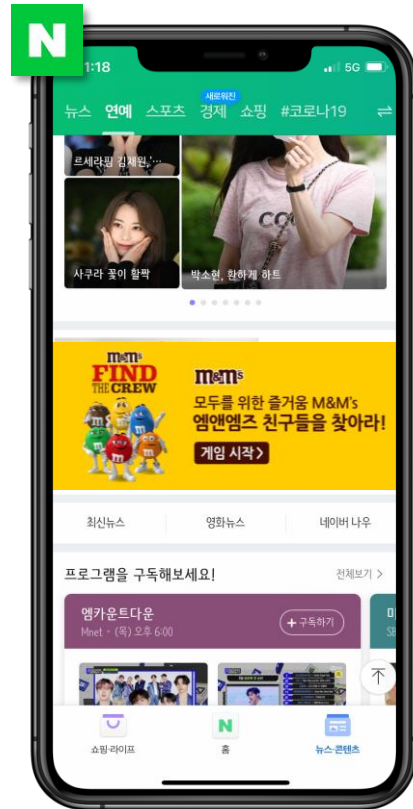 N
1:18
5G
새로워진
뉴스 연예 스포츠 경제 쇼핑 #코로나19
르세라핌 김채원,'…
사쿠라 꽃이 활짝
박소현, 환하게 하트
m&m's
FIND
THE CREW
m&m's
모두를 위한 즐거움 M&M's
엠앤엠즈 친구들을 찾아라!
게임 시작 >
최신뉴스
영화뉴스
네이버 나우
프로그램을 구독해보세요!
전체보기 >
엠카운트다운
Mnet · (목) 오후 6:00
+ 구독하기
쇼핑·라이프
N
홈
뉴스·콘텐츠